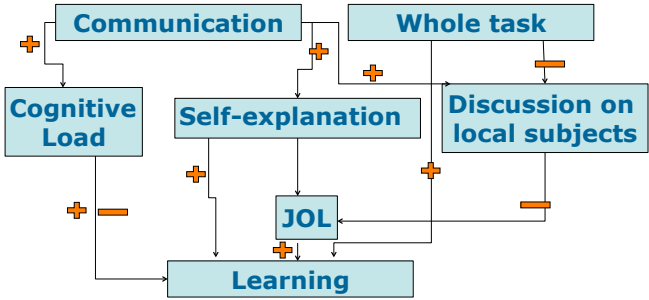 Communication
Whole task
Cognitive
Load
Self-explanation
Discussion on
local subjects
JOL
Learning